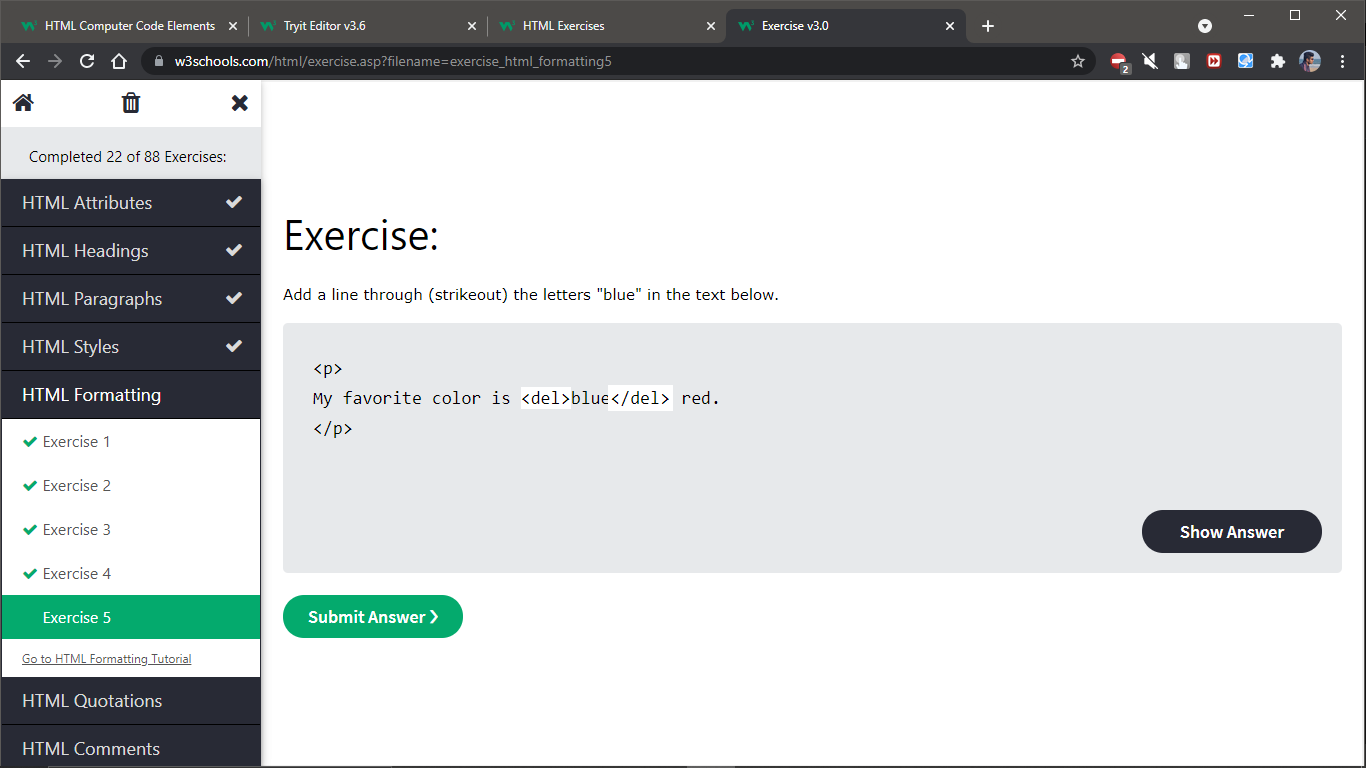 HTML Computer Code Elements
Tryit Editor v3.6
HTML Exercises
Exercise v3.0
w3schools.com/html/exercise.asp?filename=exercise_html_formatting5
2
Completed 22 of 88 Exercises:
HTML Attributes
HTML Headings
HTML Paragraphs
HTML Styles
HTML Formatting
Exercise 1
Exercise 2
Exercise 3
Exercise 4
Exercise 5
Go to HTML Formatting Tutorial
HTML Quotations
HTML Comments
Exercise:
Add a line through (strikeout) the letters "blue" in the text below.
<p>
My favorite color is <del>blue</del> red.
</p>
Show Answer
Submit Answer ❯